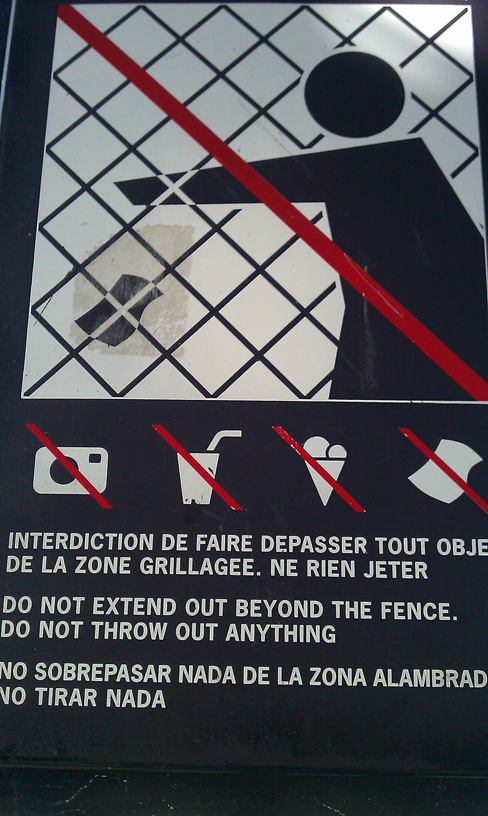 INTERDICTION DE FAIRE DEPASSER TOUT OBJE
DE LA ZONE GRILLAGEE. NE RIEN JETER
DO NOT EXTEND OUT BEYOND THE FENCE.
DO NOT THROW OUT ANYTHING
NO SOBREPASAR NADA DE LA ZONA ALAMBRAD
NO TIRAR NADA